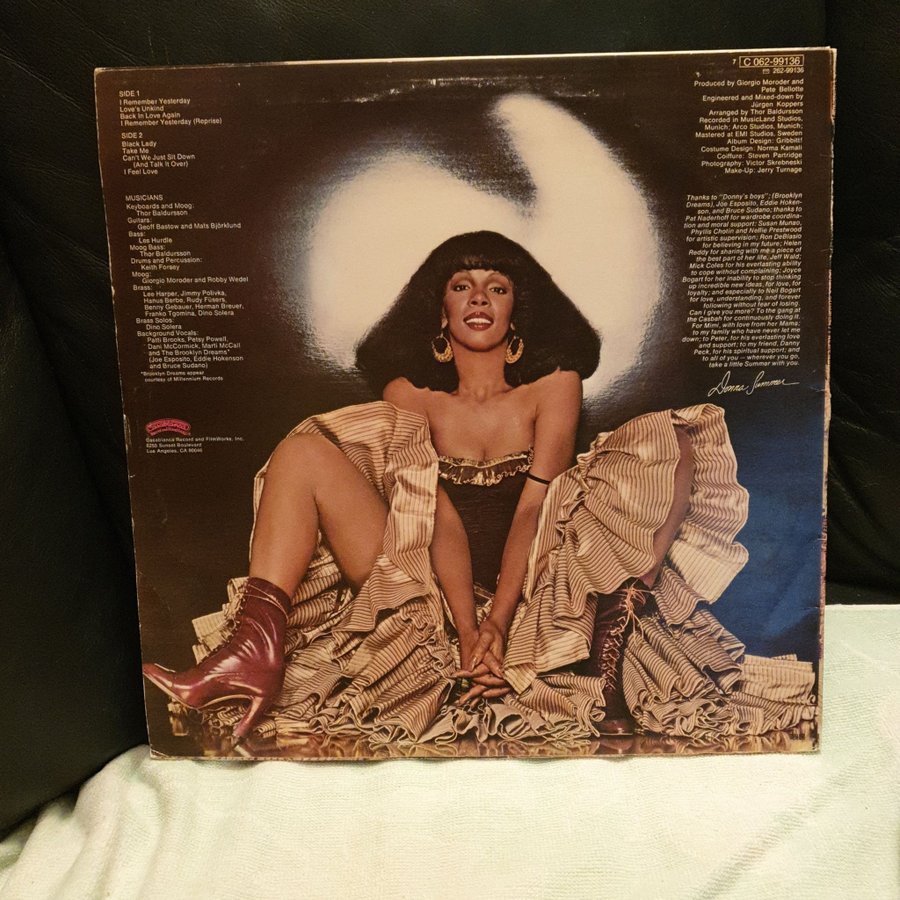 SIDE 1
I Remember Yesterday
Love's Unkind
Back In Love Again
I Remember Yesterday (Reprise)
SIDE 2
Black Lady
Take Me
Can't We Just Sit Down
(And Talk It Over)
I Feel Love
MUSICIANS
Keyboards and Moog:
Thor Baldursson
Guitars:
Geoff Bastow and Mats Björklund
Bass:
Les Hurdle
Moog Bass:
Thor Baldursson
Drums and Percussion:
Keith Forsey
Moog:
Giorgio Moroder and Robby Wedel
Brass:
Lee Harper, Jimmy Polivka,
Hanus Berbe, Rudy Füsers,
Benny Gebauer, Herman Breuer,
Franko Tgomina, Dino Solera
Brass Solos:
Dino Solera
Background Vocals:
Patti Brooks, Petsy Powell,
Dani McCormick, Marti McCall
and The Brooklyn Dreams*
(Joe Esposito, Eddie Hokenson
and Bruce Sudano)
*Brooklyn Dreams appear
courtesy of Millennium Records
Casablanca
Casablanca Record and FilmWorks, Inc.
8255 Sunset Boulevard
Los Angeles, CA 90046
7 C 062-99136
m 262-99136
Produced by Giorgio Moroder and
Pete Bellotte
Engineered and Mixed-down by
Jürgen Koppers
Arranged by Thor Baldursson
Recorded in MusicLand Studios,
Munich; Arco Studios, Munich;
Mastered at EMI Studios, Sweden
Album Design: Gribbitt!
Costume Design: Norma Kamali
Coiffure: Steven Partridge
Photography: Victor Skrebneski
Make-Up: Jerry Turnage
Thanks to "Donny's boys"; (Brooklyn
Dreams), Joe Esposito, Eddie Hoken-
son, and Bruce Sudano; thanks to
Pat Naderhoff for wardrobe coordina-
tion and moral support; Susan Munao,
Phyllis Chotin and Nellie Prestwood
for artistic supervision; Ron DeBlasio
for believing in my future; Helen
Reddy for sharing with me a piece of
the best part of her life, Jeff Wald;
Mick Coles for his everlasting ability
to cope without complaining; Joyce
Bogart for her inability to stop thinking
up incredible new ideas, for love, for
loyalty; and especially to Neil Bogart
for love, understanding, and forever
following without fear of losing.
Can I give you more? To the gang at
the Casbah for continuously doing it.
For Mimi, with love from her Mama;
to my family who have never let me
down; to Peter, for his everlasting love
and support; to my friend, Danny
Peck, for his spiritual support; and
to all of you — wherever you go,
take a little Summer with you.
Donna Summer